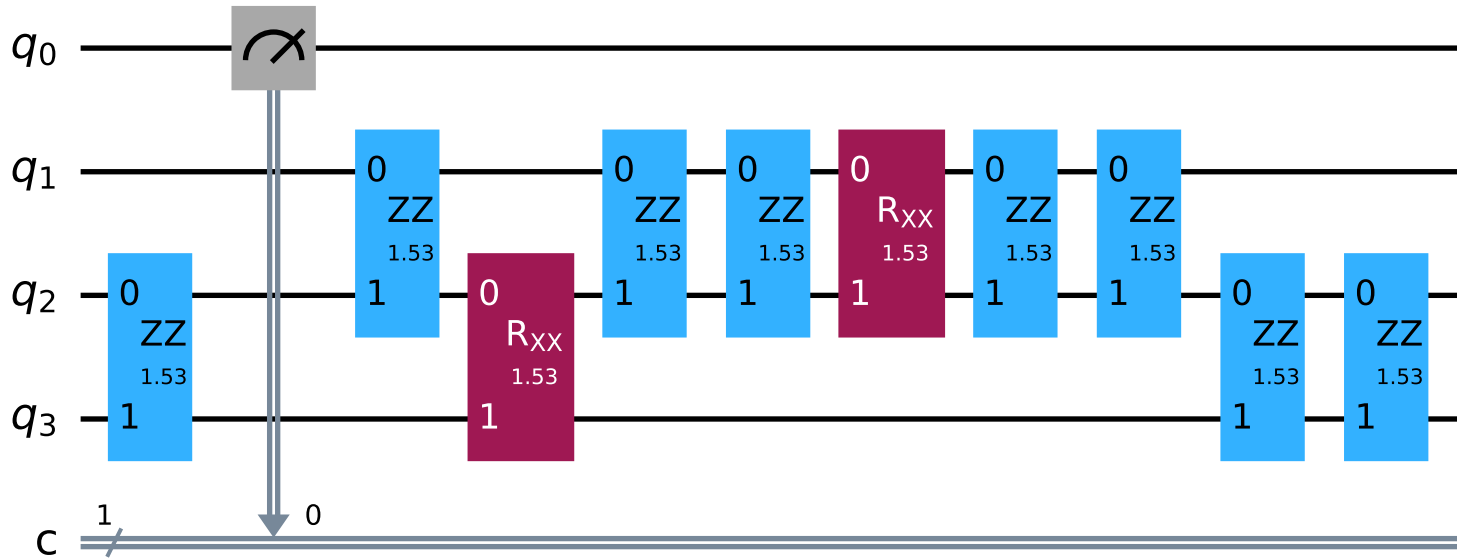 q0
0 0 0 0 0 0
q1
ZZ ZZ ZZ RXX ZZ ZZ
1.53 1.53 1.53 1.53 1.53 1.53
0 1 0 1 1 1 1 1 0 0
q2
ZZ RXX ZZ ZZ
1.53 1.53 1.53 1.53
1 1 1 1
q3
1 0
c